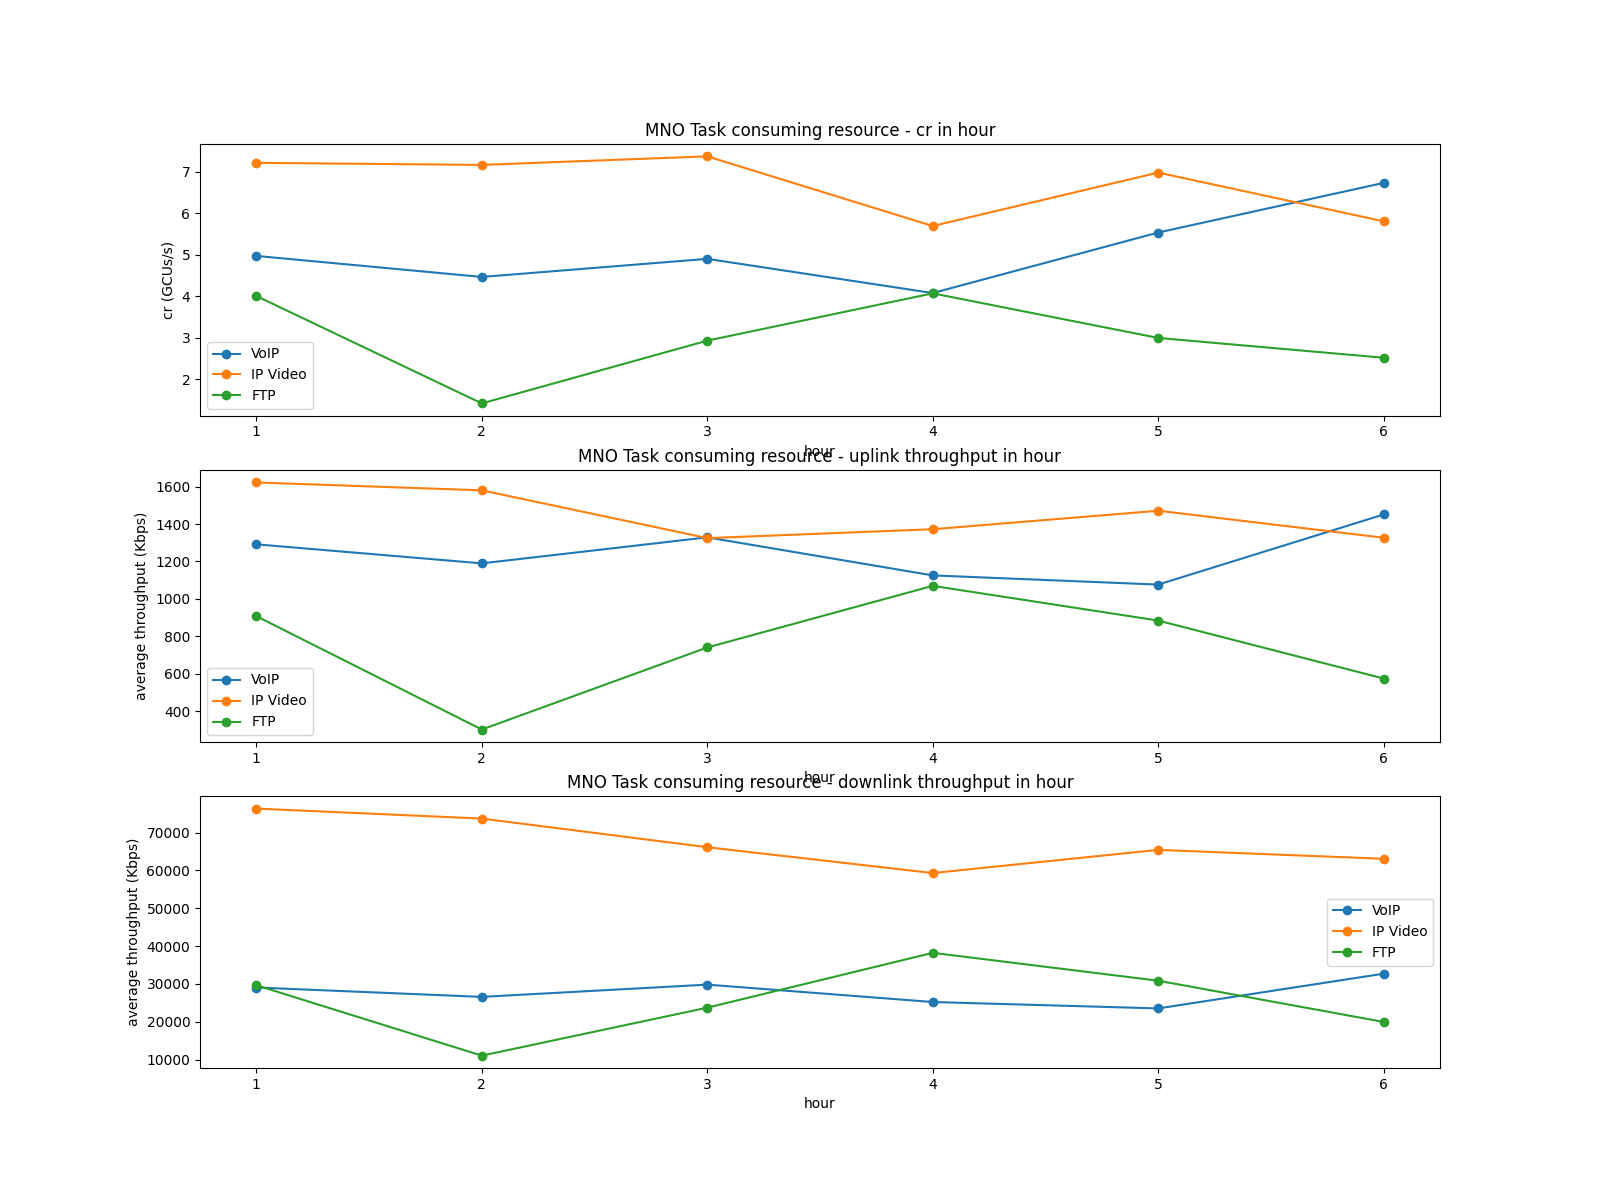 MNO Task consuming resource - cr in hour
cr (GCUs/s)
7
6
5
4
3
2
VoIP
IP Video
FTP
1 2 3 4 5 6
hour
MNO Task consuming resource - uplink throughput in hour
average throughput (Kbps)
1600
1400
1200
1000
800
600
400
VoIP
IP Video
FTP
1 2 3 4 5 6
hour
MNO Task consuming resource - downlink throughput in hour
average throughput (Kbps)
70000
60000
50000
40000
30000
20000
10000
VoIP
IP Video
FTP
1 2 3 4 5 6
hour